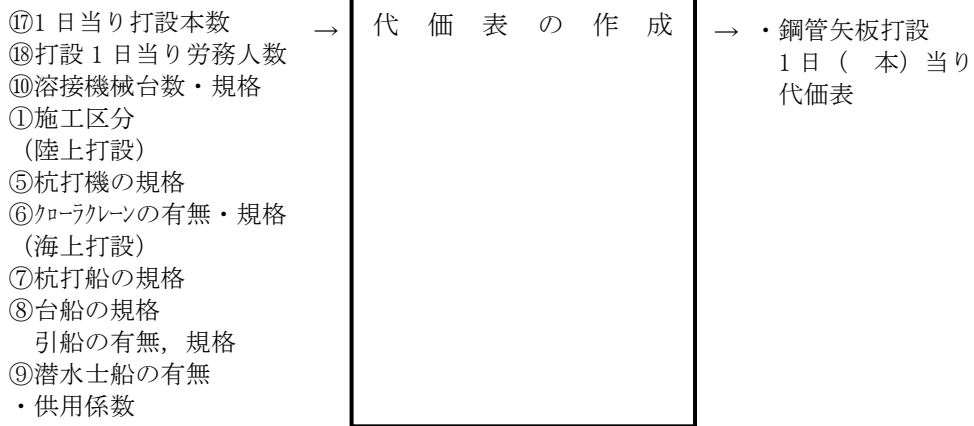 ⑰1日当り打設本数
⑱打設1日当り労務人数
⑩溶接機械台数・規格
①施工区分
（陸上打設）
⑤杭打機の規格
⑥ｸﾛｰﾗｸﾚｰﾝの有無・規格
（海上打設）
⑦杭打船の規格
⑧台船の規格
引船の有無，規格
⑨潜水士船の有無
・供用係数
→
代価表の作成
→
・鋼管矢板打設
1日（　本）当り
代価表